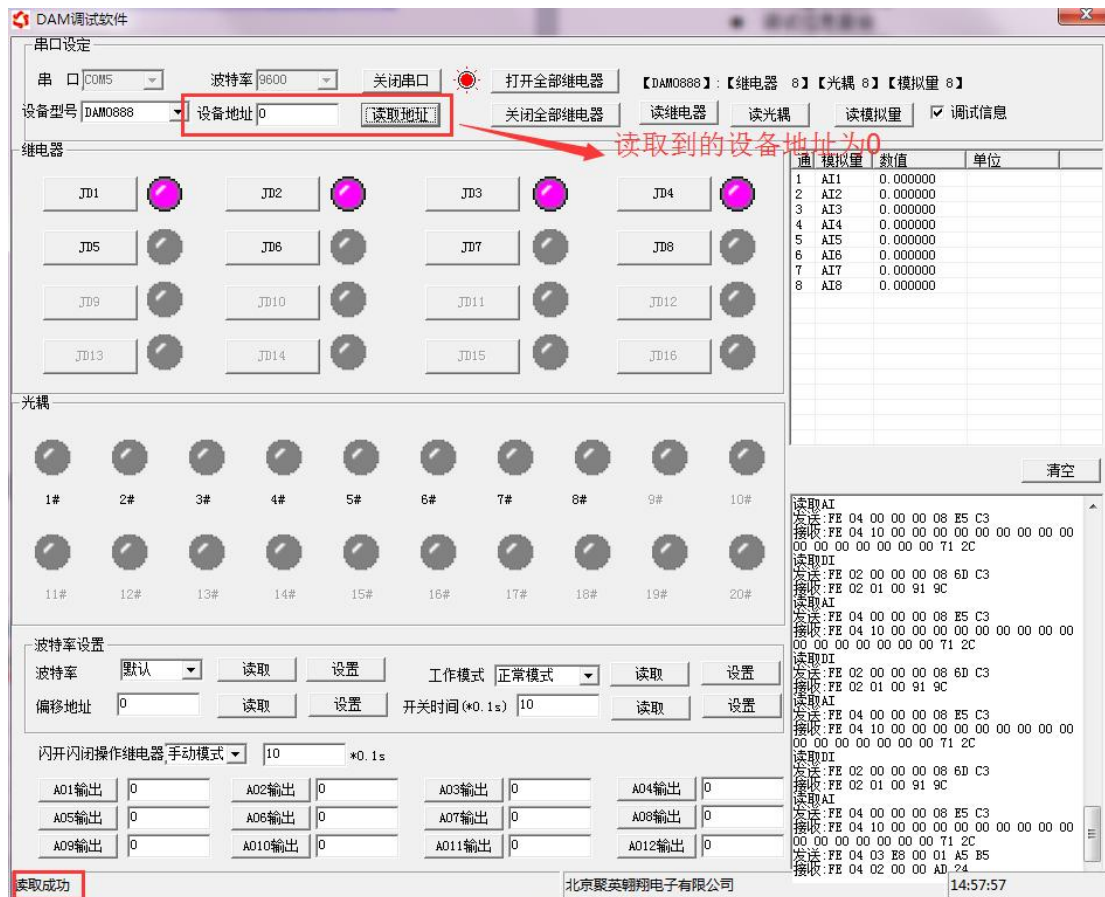 DAM调试软件
串口设定
串 口 COM5 波特率 9600 关闭串口 打开全部继电器 【DAM0888】:【继电器 8】【光耦 8】【模拟量 8】
设备型号 DAM0888 设备地址 0 读取地址 关闭全部继电器 读继电器 读光耦 读模拟量 调试信息
读取到的设备地址为0
继电器
JD1 JD2 JD3 JD4
JD5 JD6 JD7 JD8
JD9 JD10 JD11 JD12
JD13 JD14 JD15 JD16
通 模拟量 数值 单位
1 AI1 0.000000
2 AI2 0.000000
3 AI3 0.000000
4 AI4 0.000000
5 AI5 0.000000
6 AI6 0.000000
7 AI7 0.000000
8 AI8 0.000000
清空
光耦
1# 2# 3# 4# 5# 6# 7# 8# 9# 10#
11# 12# 13# 14# 15# 16# 17# 18# 19# 20#
波特率设置
波特率 默认 读取 设置 工作模式 正常模式 读取 设置
偏移地址 0 读取 设置 开关时间(*0.1s) 10 读取 设置
闪开闪闭操作继电器 手动模式 10 *0.1s
AO1输出 0 AO2输出 0 AO3输出 0 AO4输出 0
AO5输出 0 AO6输出 0 AO7输出 0 AO8输出 0
AO9输出 0 AO10输出 0 AO11输出 0 AO12输出 0
读取AI
发送:FE 04 00 00 00 08 E5 C3
接收:FE 04 10 00 00 00 00 00 00 00 00 00 00
00 00 00 00 00 00 00 71 2C
读取DI
发送:FE 02 00 00 00 08 6D C3
接收:FE 02 01 00 91 9C
读取AI
发送:FE 04 00 00 00 08 E5 C3
接收:FE 04 10 00 00 00 00 00 00 00 00 00 00
00 00 00 00 00 00 00 71 2C
读取DI
发送:FE 02 00 00 00 08 6D C3
接收:FE 02 01 00 91 9C
读取AI
发送:FE 04 00 00 00 08 E5 C3
接收:FE 04 10 00 00 00 00 00 00 00 00 00 00
00 00 00 00 00 00 00 71 2C
读取DI
发送:FE 02 00 00 00 08 6D C3
接收:FE 02 01 00 91 9C
读取AI
发送:FE 04 00 00 00 08 E5 C3
接收:FE 04 10 00 00 00 00 00 00 00 00 00 00
00 00 00 00 00 00 00 71 2C
发送:FE 04 03 E8 00 01 A5 B5
接收:FE 04 02 00 00 AD 24
读取成功 北京聚英翱翔电子有限公司 14:57:57